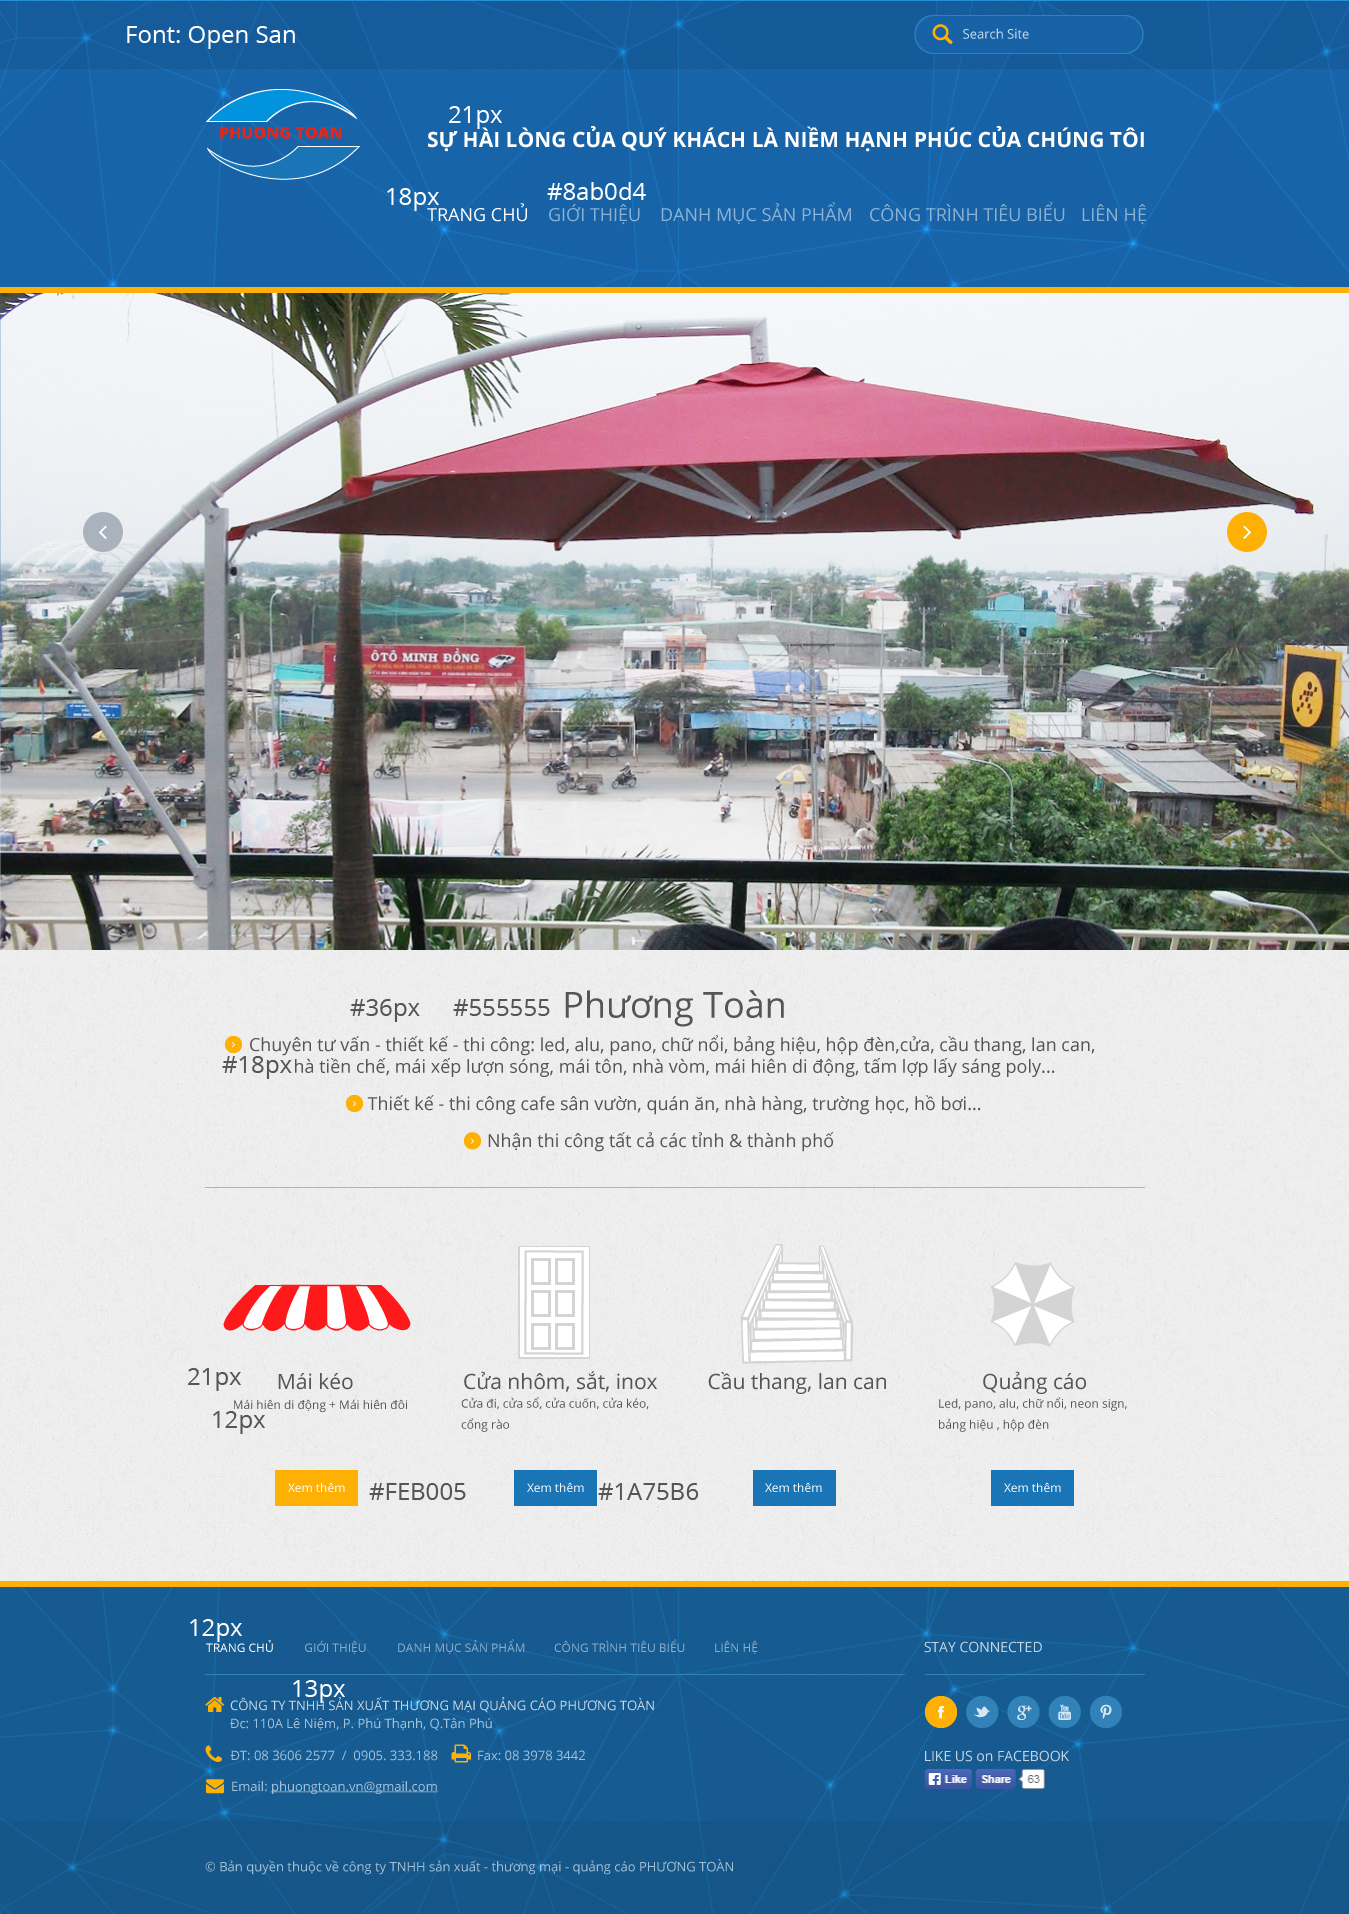 Font: Open San
Search Site
PHUONG TOAN
21px
SỰ HÀI LÒNG CỦA QUÝ KHÁCH LÀ NIỀM HẠNH PHÚC CỦA CHÚNG TÔI
18px
#8ab0d4
TRANG CHỦ GIỚI THIỆU DANH MỤC SẢN PHẨM CÔNG TRÌNH TIÊU BIỂU LIÊN HỆ
ÔTÔ MINH ĐỒNG
#36px #555555 Phương Toàn
Chuyên tư vấn - thiết kế - thi công: led, alu, pano, chữ nổi, bảng hiệu, hộp đèn,cửa, cầu thang, lan can,
#18px hà tiền chế, mái xếp lượn sóng, mái tôn, nhà vòm, mái hiên di động, tấm lợp lấy sáng poly...
Thiết kế - thi công cafe sân vườn, quán ăn, nhà hàng, trường học, hồ bơi...
Nhận thi công tất cả các tỉnh & thành phố
21px
Mái kéo
Mái hiên di động + Mái hiên đôi
12px
Cửa nhôm, sắt, inox
Cửa đi, cửa sổ, cửa cuốn, cửa kéo,
cổng rào
Cầu thang, lan can
Quảng cáo
Led, pano, alu, chữ nổi, neon sign,
bảng hiệu , hộp đèn
Xem thêm #FEB005 Xem thêm #1A75B6 Xem thêm Xem thêm
12px
TRANG CHỦ GIỚI THIỆU DANH MỤC SẢN PHẨM CÔNG TRÌNH TIÊU BIỂU LIÊN HỆ
13px
CÔNG TY TNHH SẢN XUẤT THƯƠNG MẠI QUẢNG CÁO PHƯƠNG TOÀN
Đc: 110A Lê Niệm, P. Phú Thạnh, Q.Tân Phú
ĐT: 08 3606 2577 / 0905. 333.188 Fax: 08 3978 3442
Email: phuongtoan.vn@gmail.com
STAY CONNECTED
f g+ You Tube
LIKE US on FACEBOOK
Like Share 63
© Bản quyền thuộc về công ty TNHH sản xuất - thương mại - quảng cáo PHƯƠNG TOÀN